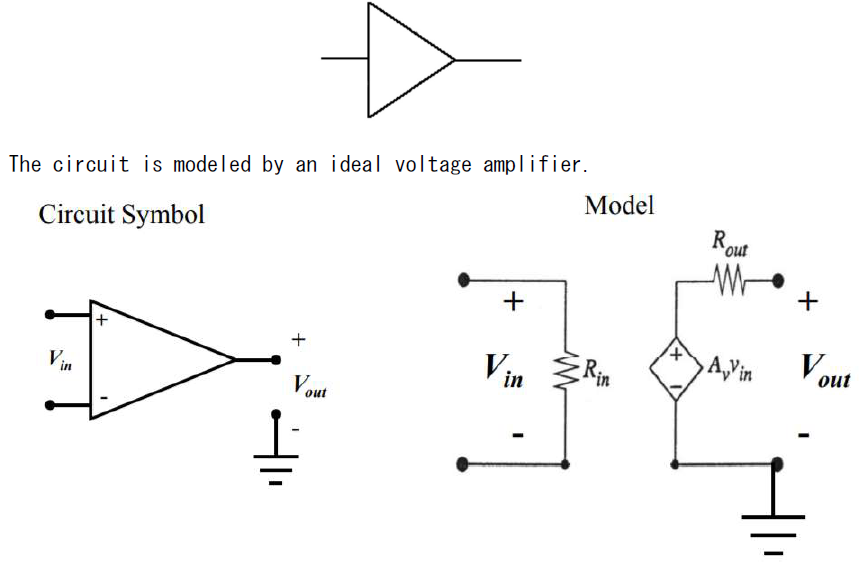 The circuit is modeled by an ideal voltage amplifier.
Circuit Symbol
Model
+
-
V_in
+
V_out
-
R_out
+
V_in
-
R_in
+
-
A_v v_in
+
V_out
-